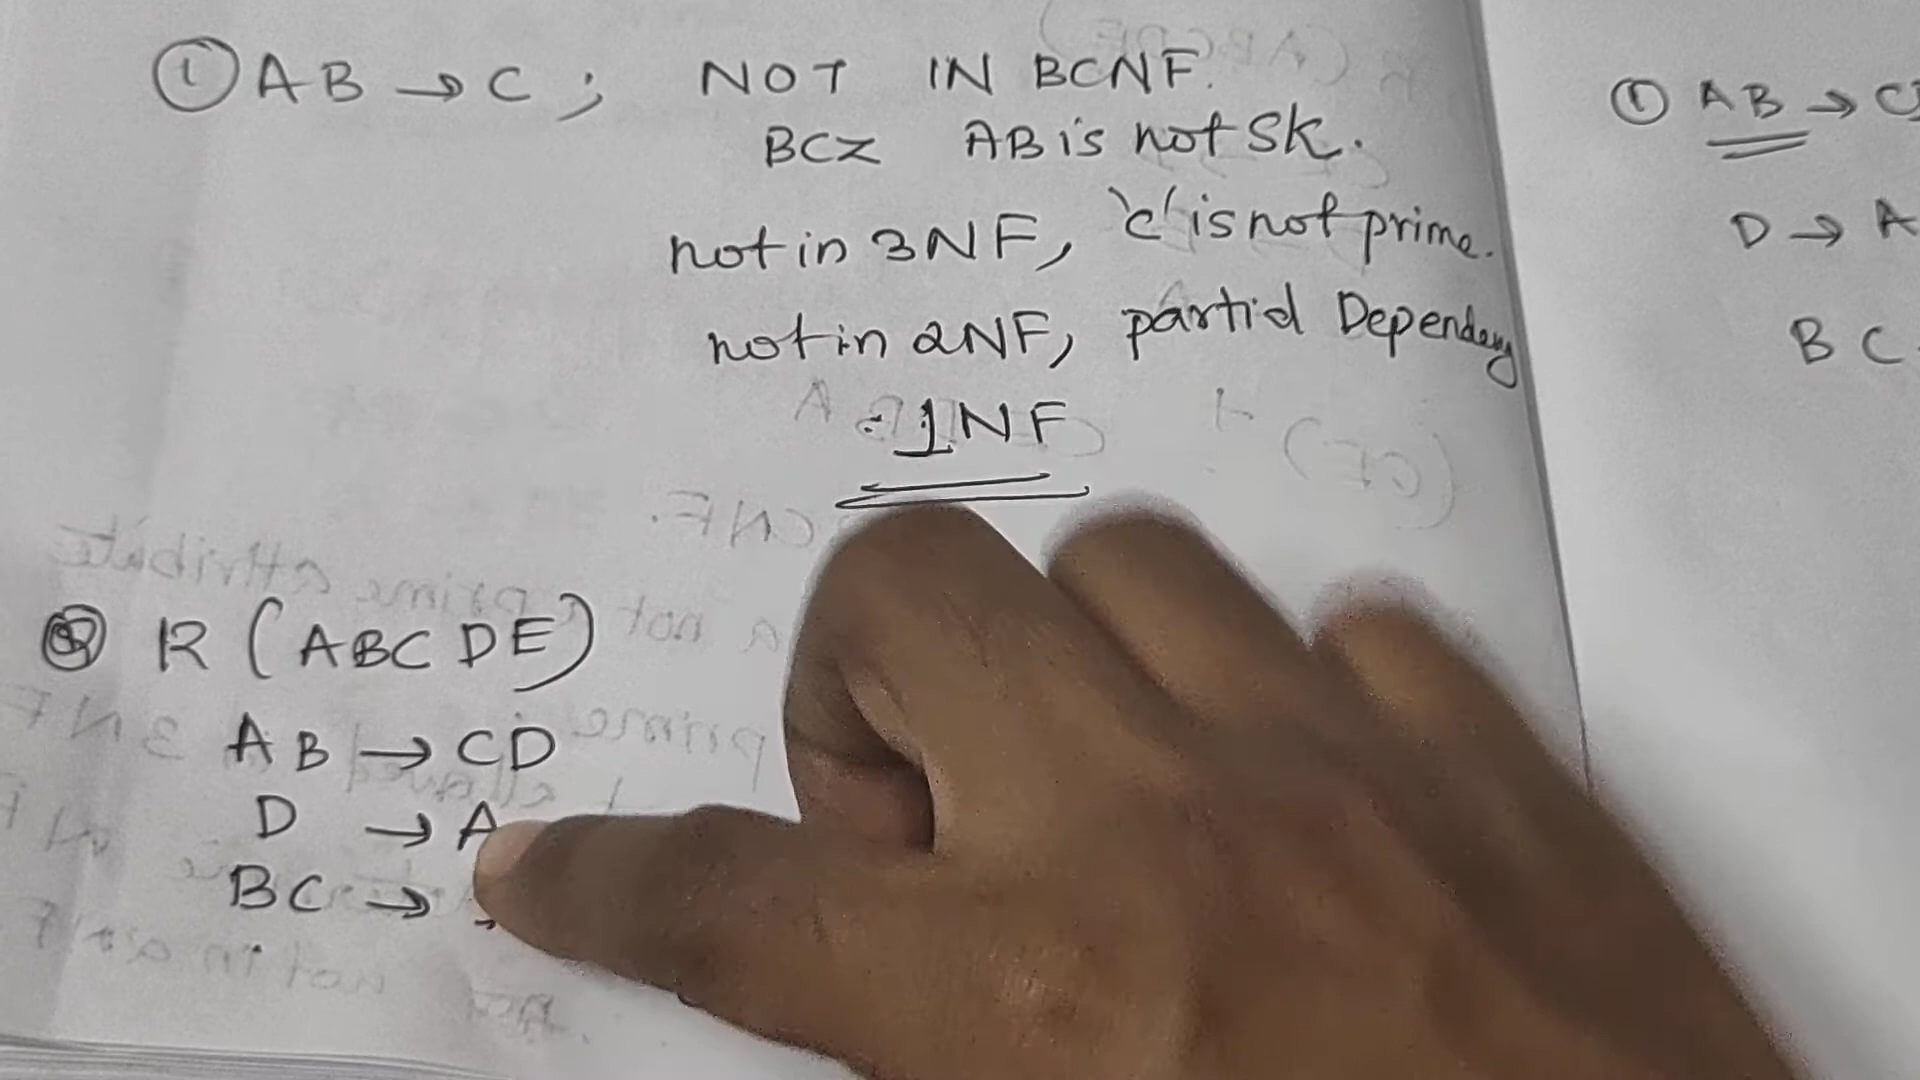 ① AB → C ; NOT IN BCNF.
BCZ AB is not SK.
not in 3NF, 'c' is not prime.
not in 2NF, partial Dependency
1NF
R (ABCDE)
AB → CD
D → A
BC →
① AB → C
D → A
BC